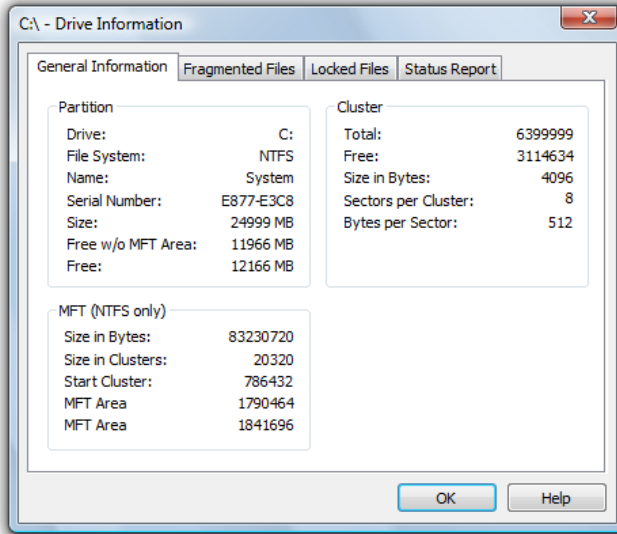 C:\ - Drive Information
General Information Fragmented Files Locked Files Status Report
Partition
Drive: C:
File System: NTFS
Name: System
Serial Number: E877-E3C8
Size: 24999 MB
Free w/o MFT Area: 11966 MB
Free: 12166 MB
Cluster
Total: 6399999
Free: 3114634
Size in Bytes: 4096
Sectors per Cluster: 8
Bytes per Sector: 512
MFT (NTFS only)
Size in Bytes: 83230720
Size in Clusters: 20320
Start Cluster: 786432
MFT Area 1790464
MFT Area 1841696
OK Help